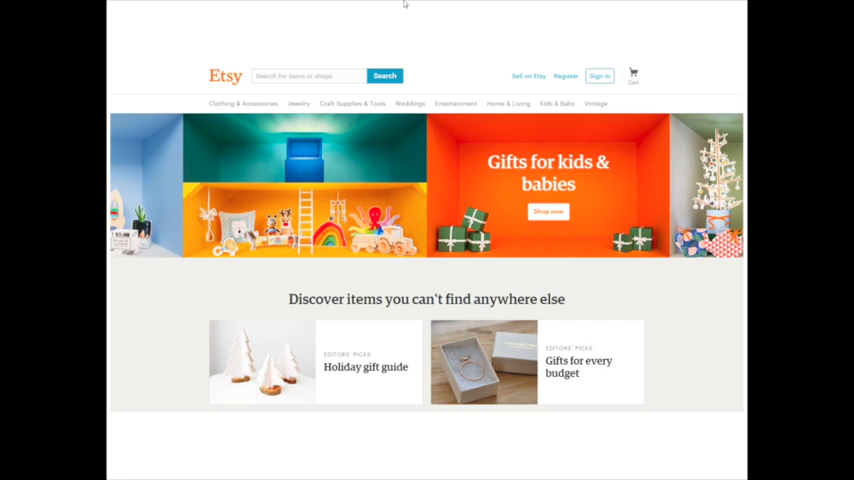 Etsy
Search for items or shops
Search
Sell on Etsy
Register
Sign in
Cart
Clothing & Accessories
Jewelry
Craft Supplies & Tools
Weddings
Entertainment
Home & Living
Kids & Baby
Vintage
Gifts for kids &
babies
Shop now
Discover items you can't find anywhere else
EDITORS' PICKS
Holiday gift guide
EDITORS' PICKS
Gifts for every
budget